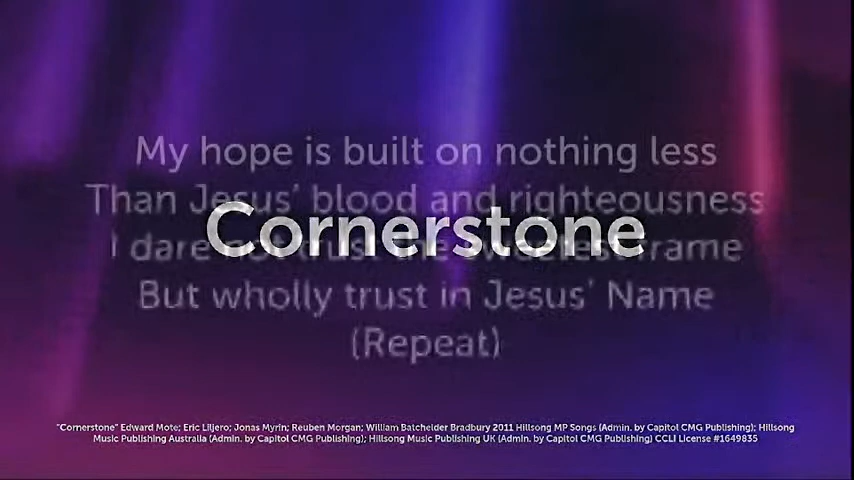 My hope is built on nothing less
Than Jesus' blood and righteousness
Cornerstone
I dare not trust the sweetest frame
But wholly trust in Jesus' Name
(Repeat)
"Cornerstone" Edward Mote; Eric Liljero; Jonas Myrin; Reuben Morgan; William Batchelder Bradbury 2011 Hillsong MP Songs (Admin. by Capitol CMG Publishing); Hillsong
Music Publishing Australia (Admin. by Capitol CMG Publishing); Hillsong Music Publishing UK (Admin. by Capitol CMG Publishing) CCLI License #1649835